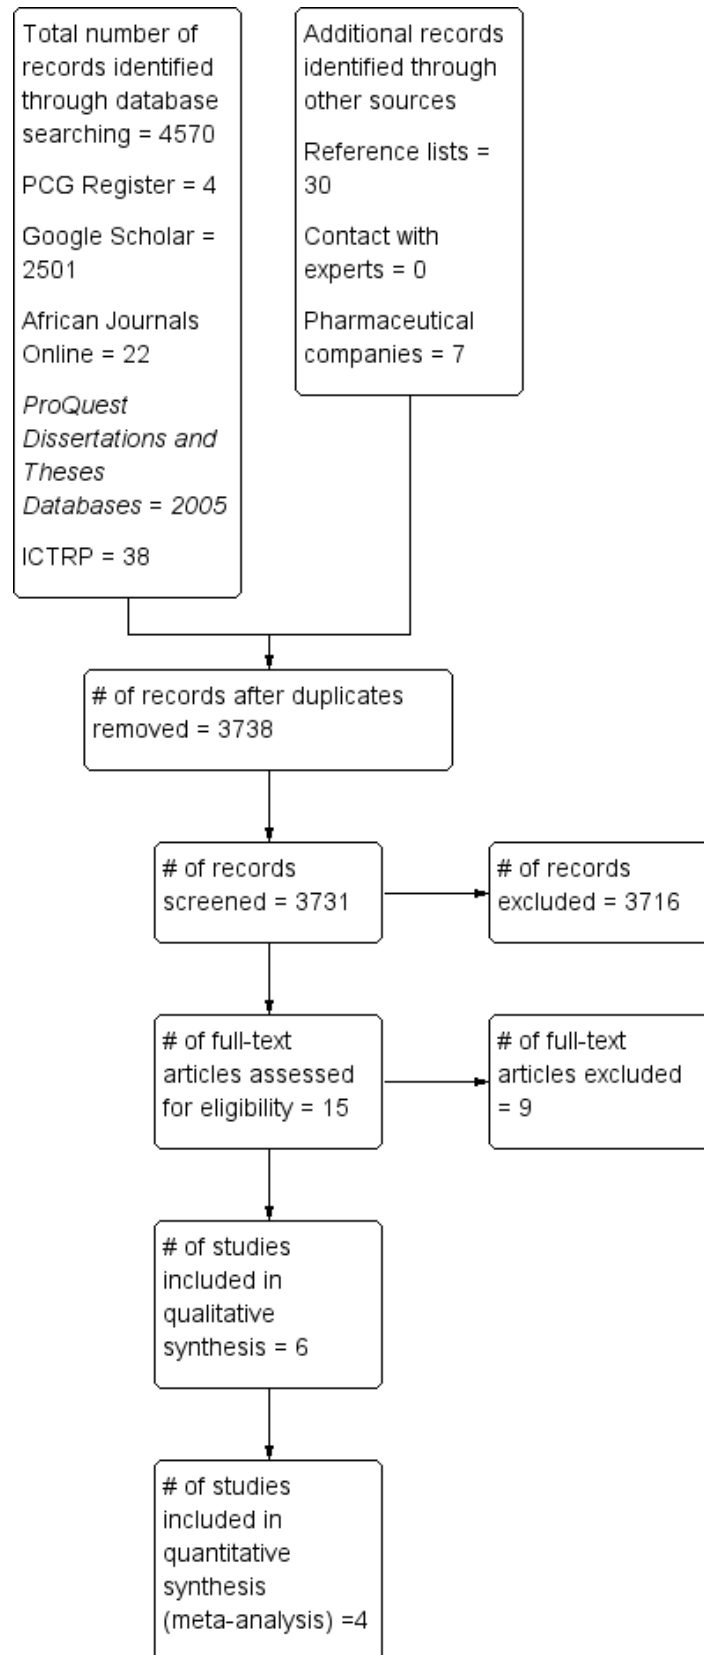 Total number of
records identified
through database
searching = 4570
PCG Register = 4
Google Scholar =
2501
African Journals
Online = 22
ProQuest
Dissertations and
Theses
Databases = 2005
ICTRP = 38
Additional records
identified through
other sources
Reference lists =
30
Contact with
experts = 0
Pharmaceutical
companies = 7
# of records after duplicates
removed = 3738
# of records
screened = 3731
# of records
excluded = 3716
# of full-text
articles assessed
for eligibility = 15
# of full-text
articles excluded
= 9
# of studies
included in
qualitative
synthesis = 6
# of studies
included in
quantitative
synthesis
(meta-analysis) =4